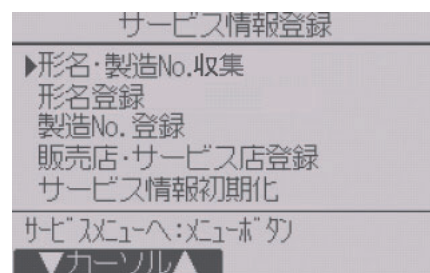 サービス情報登録
▶形名・製造No.収集
形名登録
製造No.登録
販売店・サービス店登録
サービス情報初期化
ｻｰﾋﾞｽﾒﾆｭｰへ:ﾒﾆｭｰﾎﾞﾀﾝ
▼カーソル▲